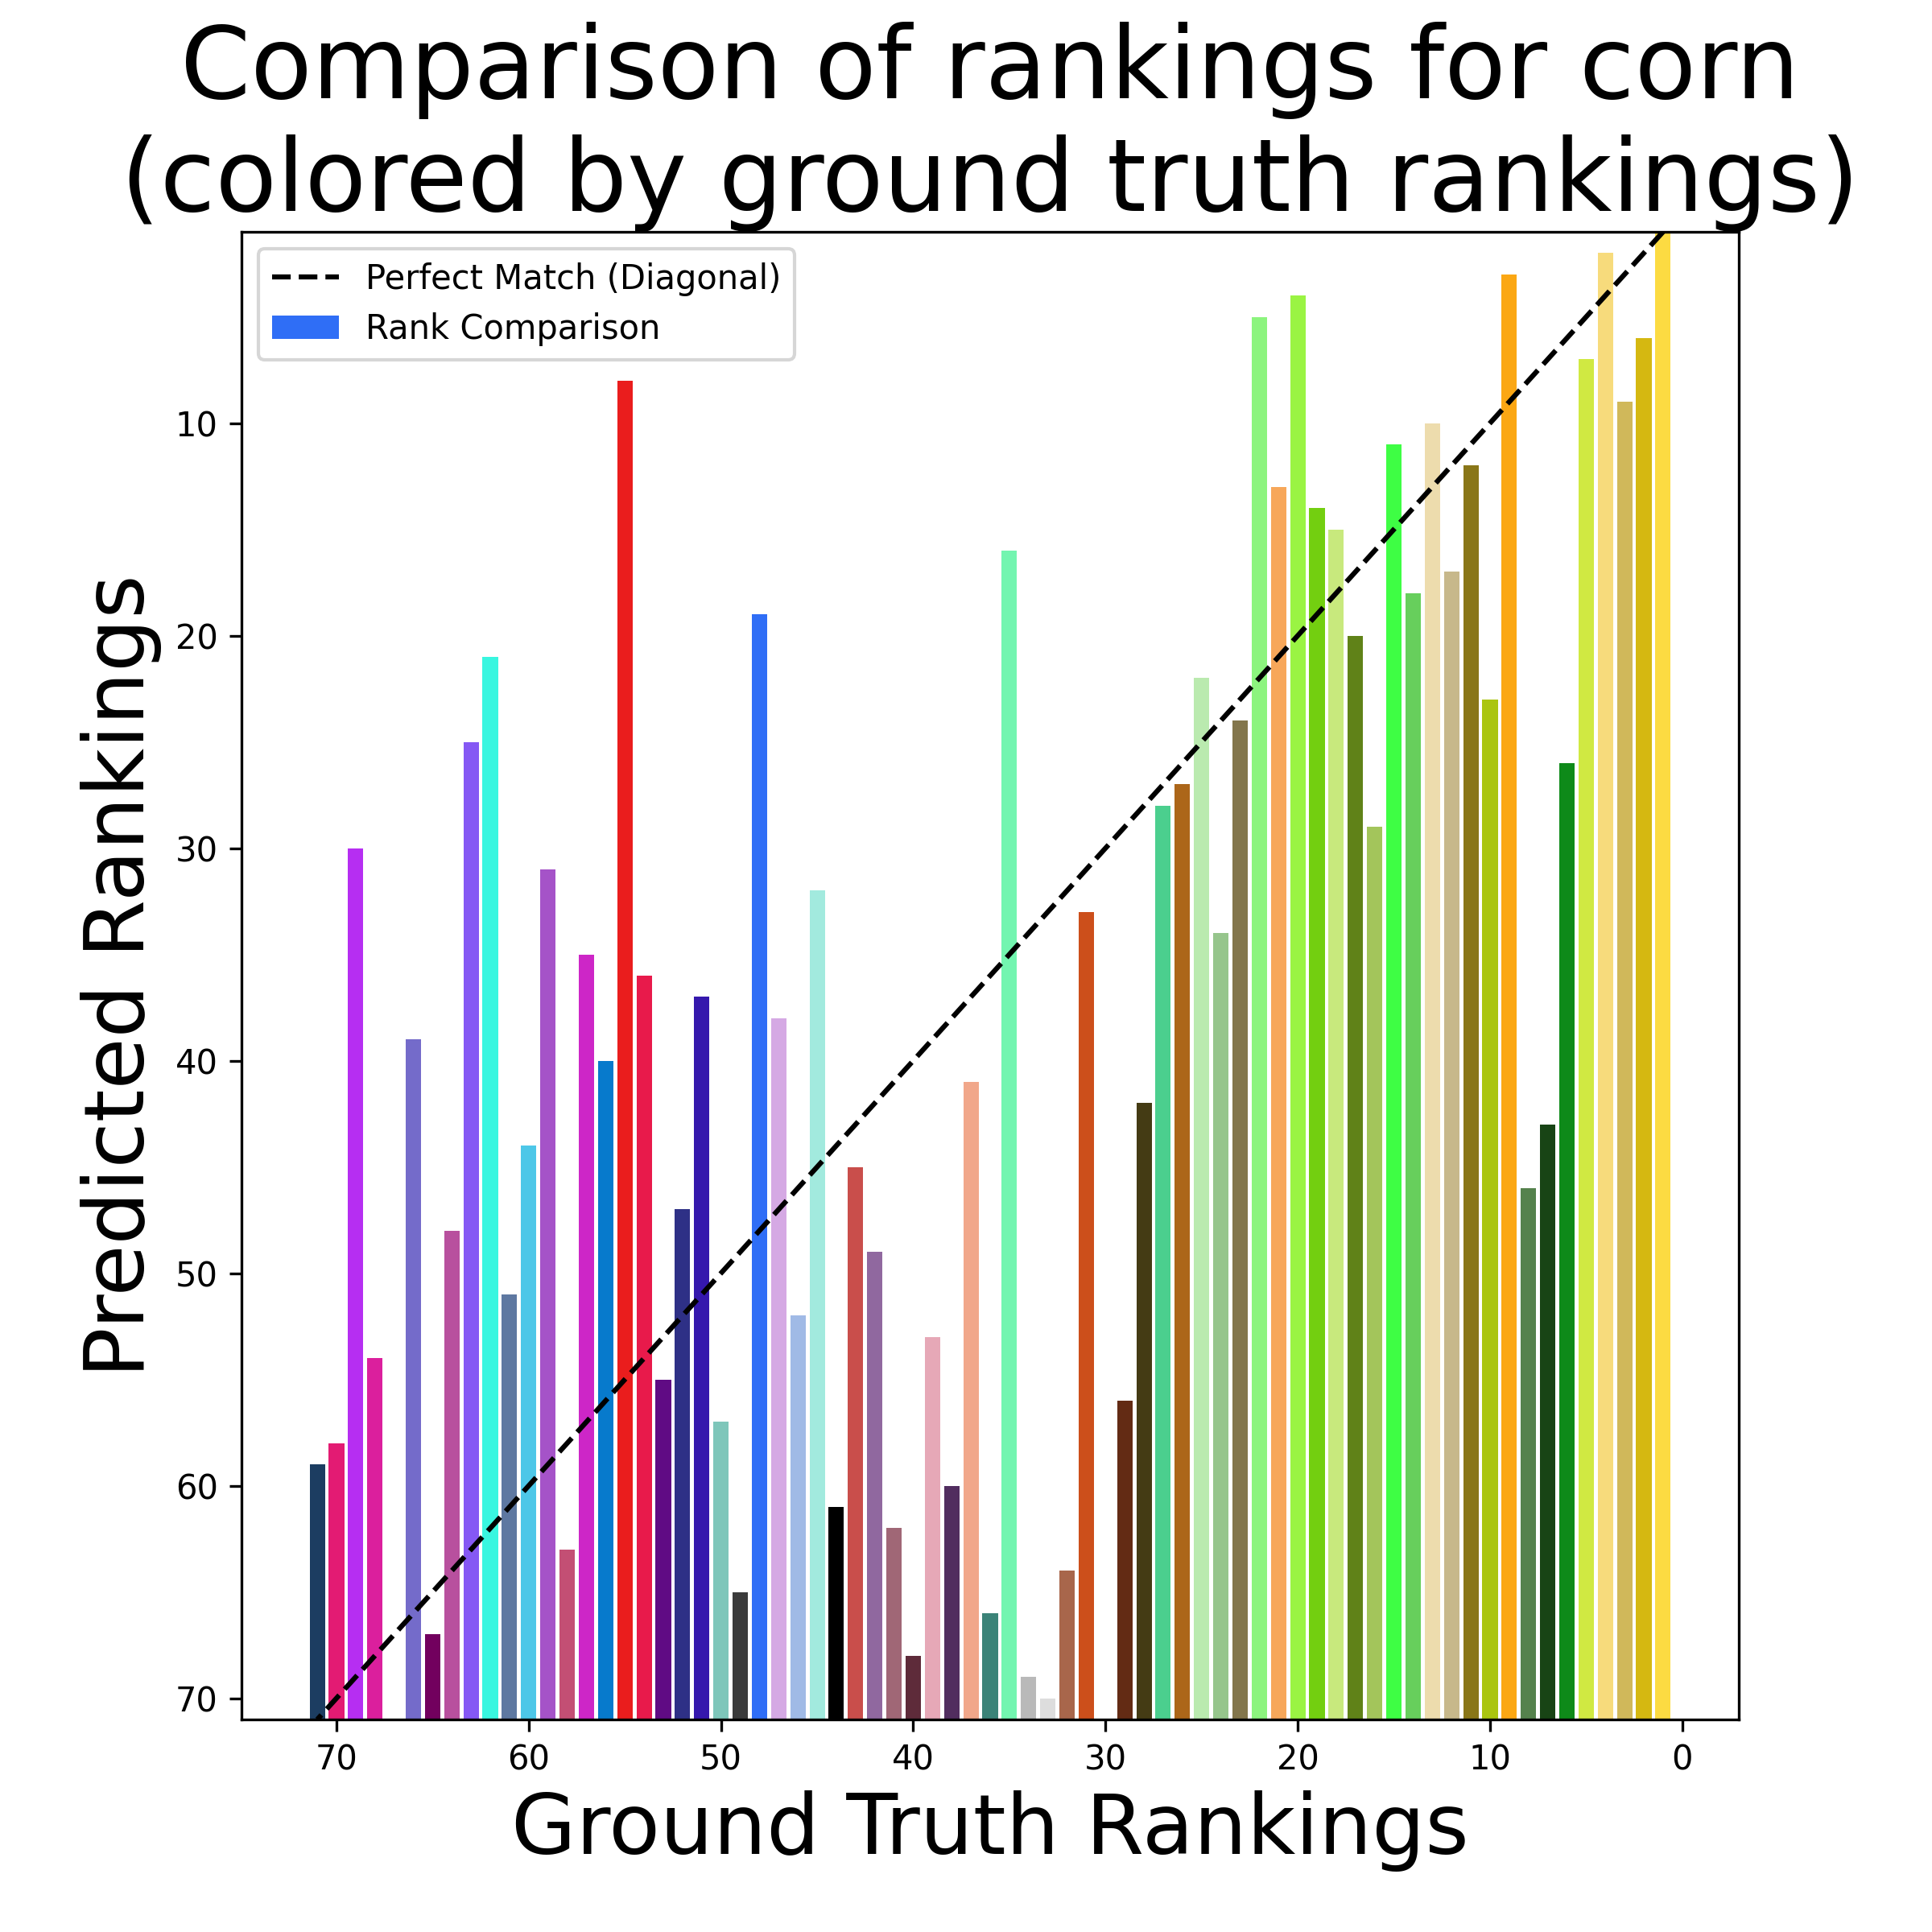 Comparison of rankings for corn
(colored by ground truth rankings)
Perfect Match (Diagonal)
Rank Comparison
Predicted Rankings
10
20
30
40
50
60
70
70 60 50 40 30 20 10 0
Ground Truth Rankings